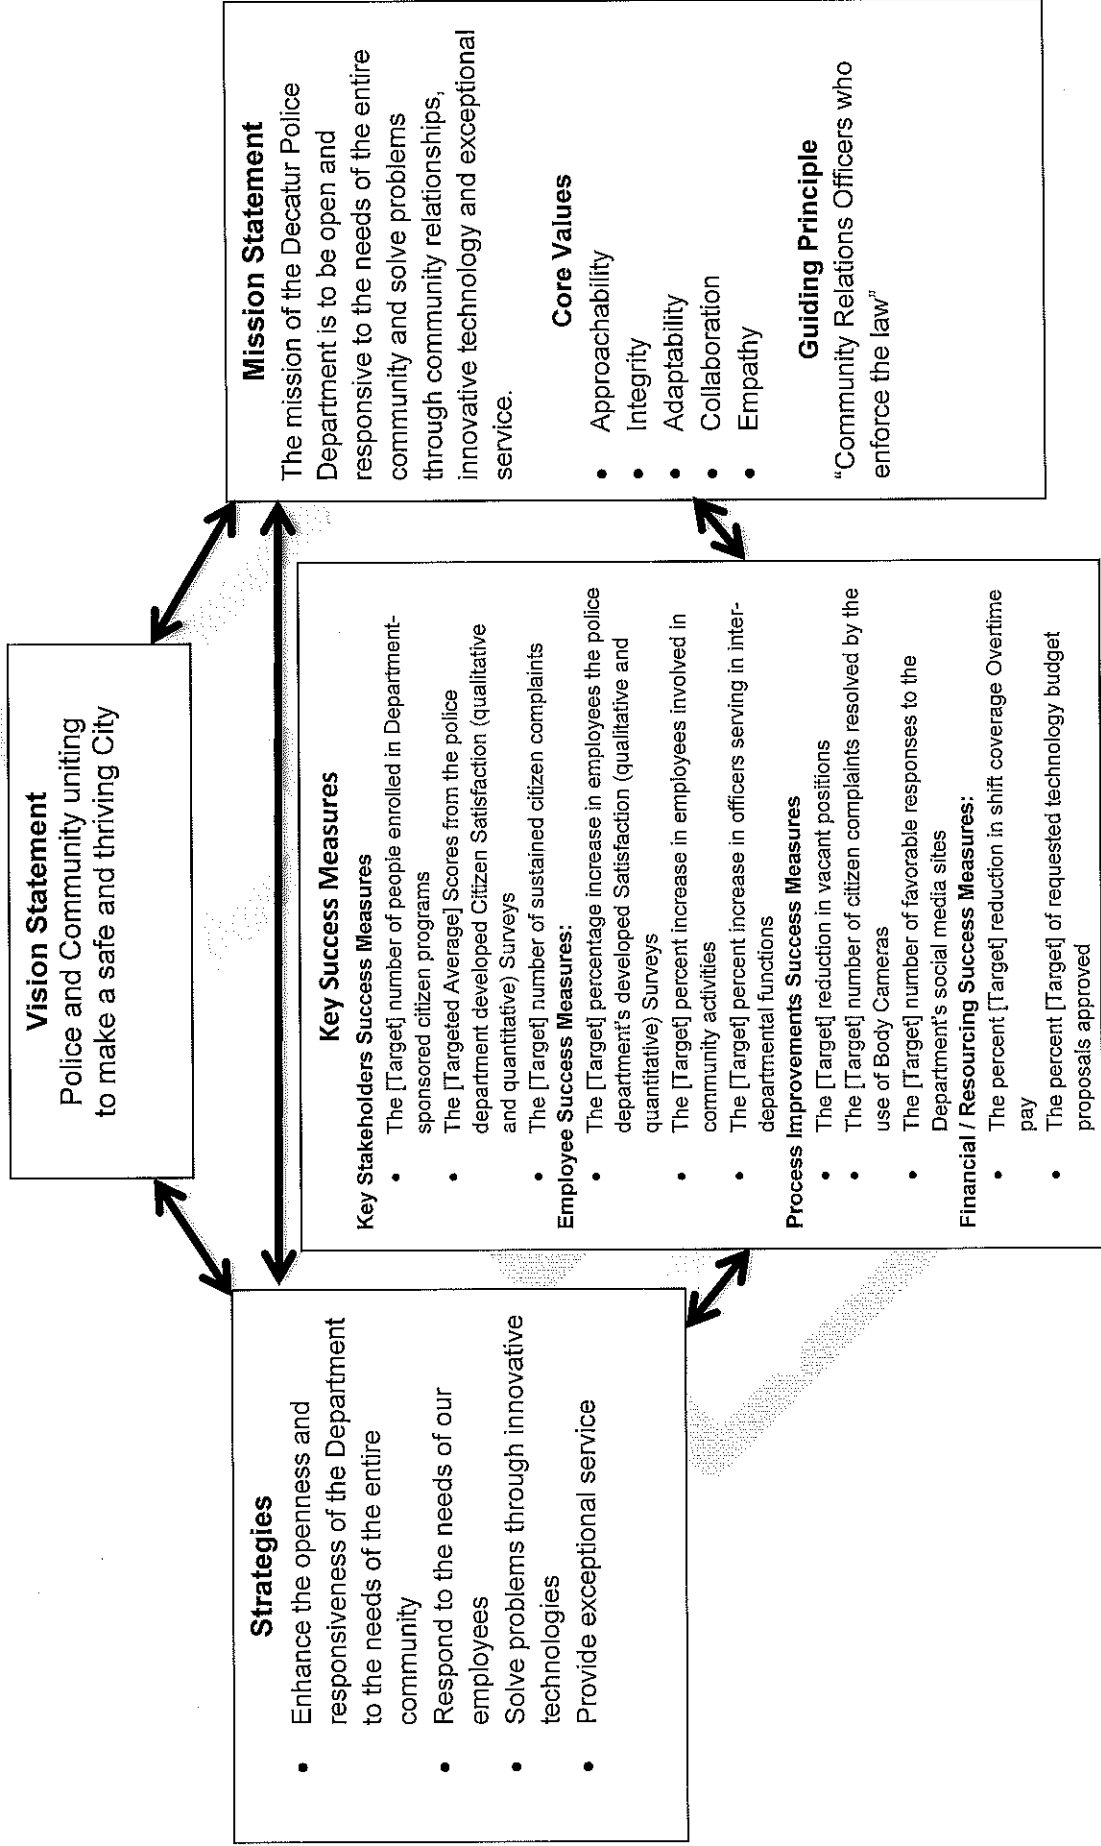 Vision Statement
Police and Community uniting
to make a safe and thriving City
Strategies
• Enhance the openness and
responsiveness of the Department
to the needs of the entire
community
• Respond to the needs of our
employees
• Solve problems through innovative
technologies
• Provide exceptional service
Key Success Measures
Key Stakeholders Success Measures
• The [Target] number of people enrolled in Department-
sponsored citizen programs
• The [Targeted Average] Scores from the police
department developed Citizen Satisfaction (qualitative
and quantitative) Surveys
• The [Target] number of sustained citizen complaints
Employee Success Measures:
• The [Target] percentage increase in employees the police
department's developed Satisfaction (qualitative and
quantitative) Surveys
• The [Target] percent increase in employees involved in
community activities
• The [Target] percent increase in officers serving in inter-
departmental functions
Process Improvements Success Measures
• The [Target] reduction in vacant positions
• The [Target] number of citizen complaints resolved by the
use of Body Cameras
• The [Target] number of favorable responses to the
Department's social media sites
Financial / Resourcing Success Measures:
• The percent [Target] reduction in shift coverage Overtime
pay
• The percent [Target] of requested technology budget
proposals approved
Mission Statement
The mission of the Decatur Police
Department is to be open and
responsive to the needs of the entire
community and solve problems
through community relationships,
innovative technology and exceptional
service.
Core Values
• Approachability
• Integrity
• Adaptability
• Collaboration
• Empathy
Guiding Principle
“Community Relations Officers who
enforce the law”